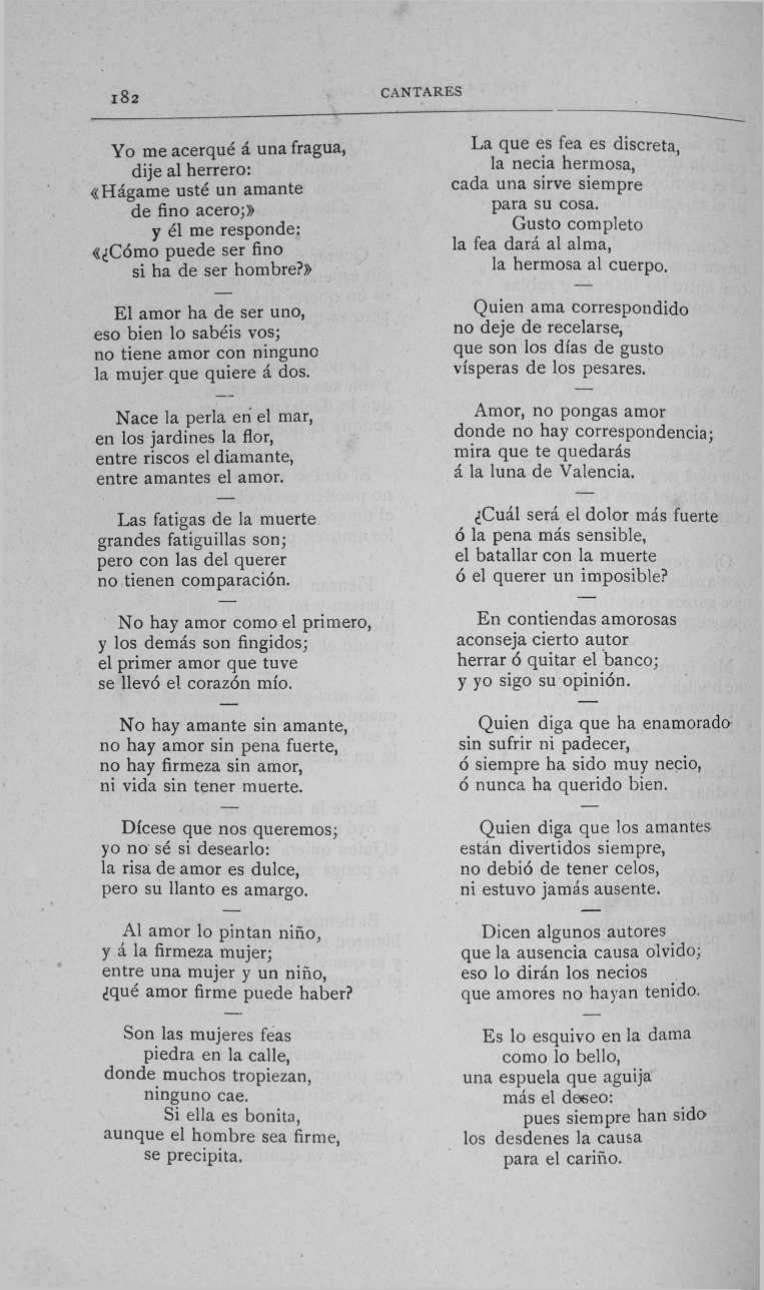 182
CANTARES
Yo me acerqué á una fragua,
dije al herrero:
«Hágame usté un amante
de fino acero;»
y él me responde:
«¿Cómo puede ser fino
si ha de ser hombre?»
—
El amor ha de ser uno,
eso bien lo sabéis vos;
no tiene amor con ninguno
la mujer que quiere á dos.
—
Nace la perla en el mar,
en los jardines la flor,
entre riscos el diamante,
entre amantes el amor.
—
Las fatigas de la muerte
grandes fatiguillas son;
pero con las del querer
no tienen comparación.
—
No hay amor como el primero,
y los demás son fingidos;
el primer amor que tuve
se llevó el corazón mío.
—
No hay amante sin amante,
no hay amor sin pena fuerte,
no hay firmeza sin amor,
ni vida sin tener muerte.
—
Dícese que nos queremos;
yo no sé si desearlo:
la risa de amor es dulce,
pero su llanto es amargo.
—
Al amor lo pintan niño,
y á la firmeza mujer;
entre una mujer y un niño,
¿qué amor firme puede haber?
—
Son las mujeres feas
piedra en la calle,
donde muchos tropiezan,
ninguno cae.
Si ella es bonita,
aunque el hombre sea firme,
se precipita.
La que es fea es discreta,
la necia hermosa,
cada una sirve siempre
para su cosa.
Gusto completo
la fea dará al alma,
la hermosa al cuerpo.
—
Quien ama correspondido
no deje de recelarse,
que son los días de gusto
vísperas de los pesares.
—
Amor, no pongas amor
donde no hay correspondencia;
mira que te quedarás
á la luna de Valencia.
—
¿Cuál será el dolor más fuerte
ó la pena más sensible,
el batallar con la muerte
ó el querer un imposible?
—
En contiendas amorosas
aconseja cierto autor
herrar ó quitar el banco;
y yo sigo su opinión.
—
Quien diga que ha enamorado
sin sufrir ni padecer,
ó siempre ha sido muy necio,
ó nunca ha querido bien.
—
Quien diga que los amantes
están divertidos siempre,
no debió de tener celos,
ni estuvo jamás ausente.
—
Dicen algunos autores
que la ausencia causa olvido;
eso lo dirán los necios
que amores no hayan tenido.
—
Es lo esquivo en la dama
como lo bello,
una espuela que aguija
más el deseo:
pues siempre han sido
los desdenes la causa
para el cariño.